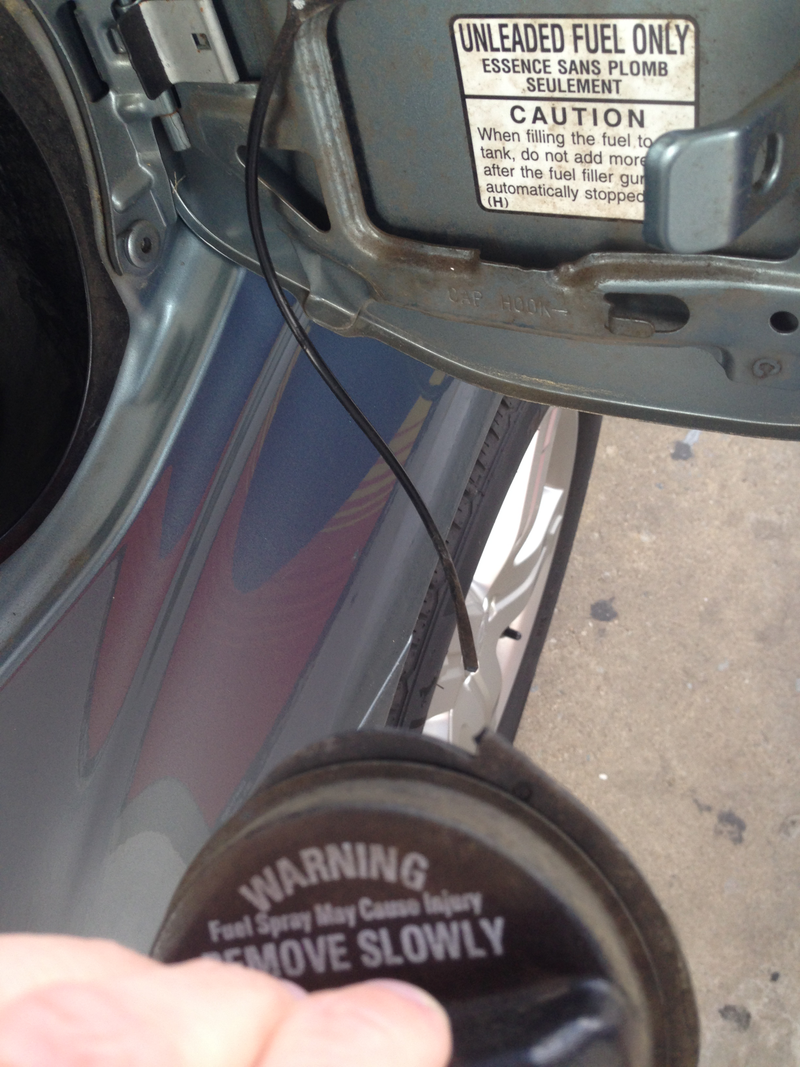 UNLEADED FUEL ONLY
ESSENCE SANS PLOMB
SEULEMENT
CAUTION
When filling the fuel to
tank, do not add more
after the fuel filler gun
automatically stopped
(H)
CAP HOOK
WARNING
Fuel Spray May Cause Injury
REMOVE SLOWLY